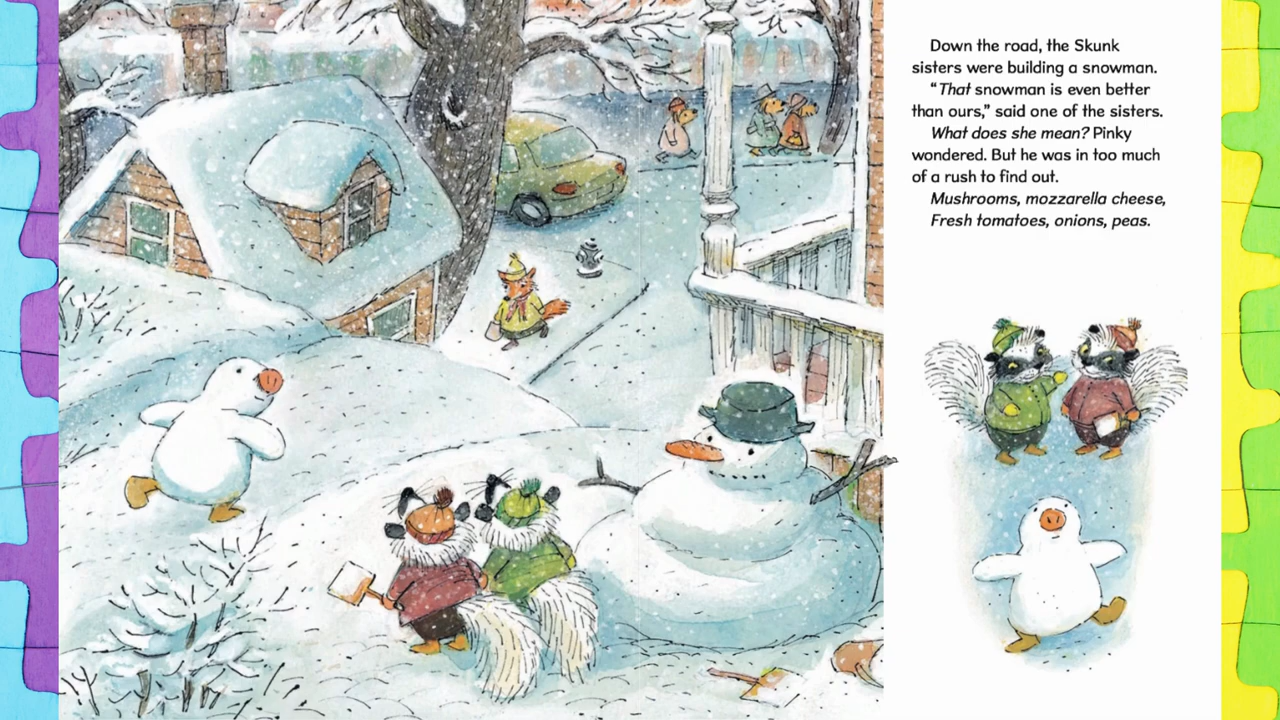 Down the road, the Skunk
sisters were building a snowman.
“That snowman is even better
than ours,” said one of the sisters.
What does she mean? Pinky
wondered. But he was in too much
of a rush to find out.
Mushrooms, mozzarella cheese,
Fresh tomatoes, onions, peas.